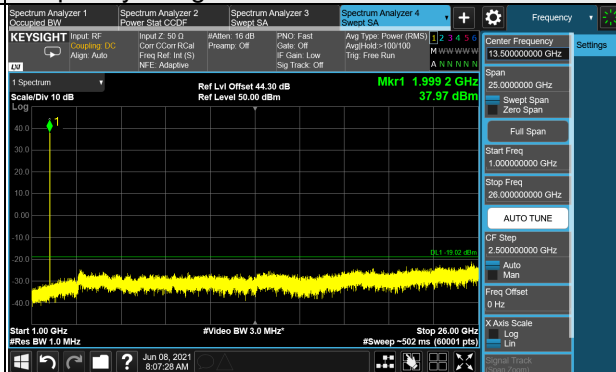 Spectrum Analyzer 1
Occupied BW
Spectrum Analyzer 2
Power Stat CCDF
Spectrum Analyzer 3
Swept SA
Spectrum Analyzer 4
Swept SA
Frequency
KEYSIGHT
Input: RF
Coupling: DC
Align: Auto
Input Z: 50 Ω
Corr CCorr RCal
Freq Ref: Int (S)
NFE: Adaptive
#Atten: 16 dB
Preamp: Off
PNO: Fast
Gate: Off
IF Gain: Low
Sig Track: Off
Avg Type: Power (RMS)
Avg|Hold:>100/100
Trig: Free Run
1 2 3 4 5 6
M W W W W W
A N N N N N
LXI
1 Spectrum
Scale/Div 10 dB
Log
Ref Lvl Offset 44.30 dB
Ref Level 50.00 dBm
Mkr1 1.999 2 GHz
37.97 dBm
1
40.0
30.0
20.0
10.0
0.00
-10.0
-20.0
-30.0
-40.0
DL1 -19.02 dBm
Start 1.00 GHz
#Res BW 1.0 MHz
#Video BW 3.0 MHz*
Stop 26.00 GHz
#Sweep ~502 ms (60001 pts)
?
Jun 08, 2021
8:07:28 AM
Center Frequency
13.500000000 GHz
Settings
Span
25.0000000 GHz
Swept Span
Zero Span
Full Span
Start Freq
1.000000000 GHz
Stop Freq
26.000000000 GHz
AUTO TUNE
CF Step
2.500000000 GHz
Auto
Man
Freq Offset
0 Hz
X Axis Scale
Log
Lin
Signal Track
(Span Zoom)